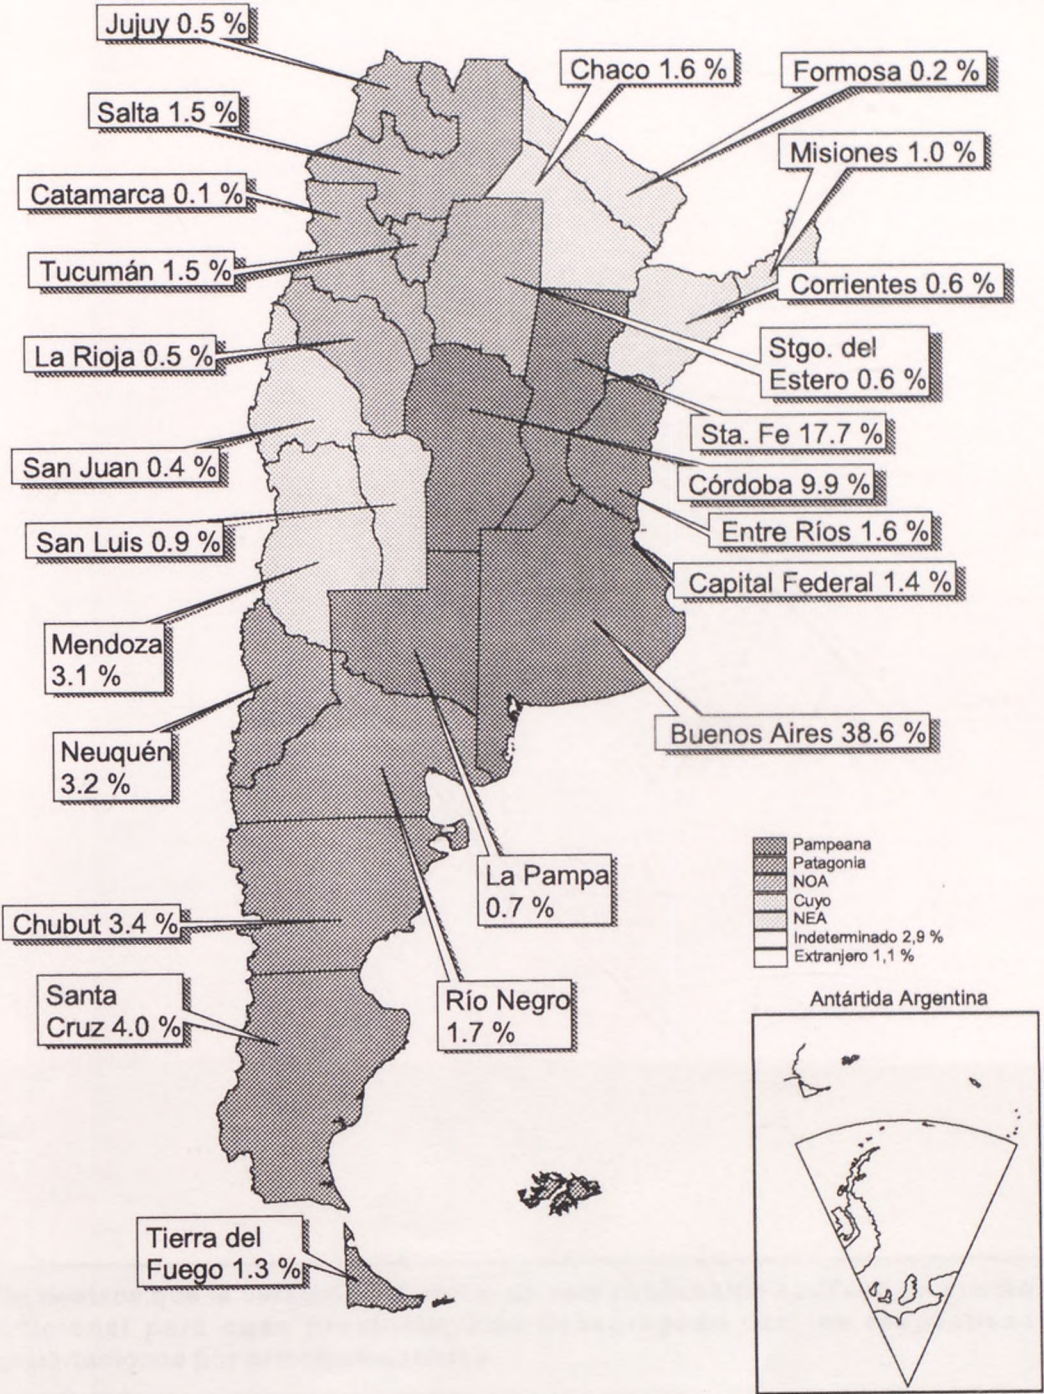 Jujuy 0.5 %
Salta 1.5 %
Catamarca 0.1 %
Tucumán 1.5 %
La Rioja 0.5 %
San Juan 0.4 %
San Luis 0.9 %
Mendoza
3.1 %
Neuquén
3.2 %
Chubut 3.4 %
Santa
Cruz 4.0 %
Tierra del
Fuego 1.3 %
Chaco 1.6 %
Formosa 0.2 %
Misiones 1.0 %
Corrientes 0.6 %
Stgo. del
Estero 0.6 %
Sta. Fe 17.7 %
Córdoba 9.9 %
Entre Ríos 1.6 %
Capital Federal 1.4 %
Buenos Aires 38.6 %
La Pampa
0.7 %
Río Negro
1.7 %
Pampeana
Patagonia
NOA
Cuyo
NEA
Indeterminado 2,9 %
Extranjero 1,1 %
Antártida Argentina